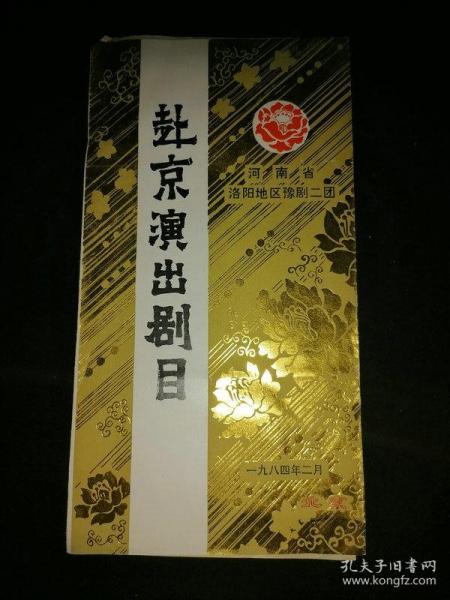 赴京演出剧目
河南省
洛阳地区豫剧二团
一九八四年二月
北京
孔夫子旧书网
www.kongfz.com